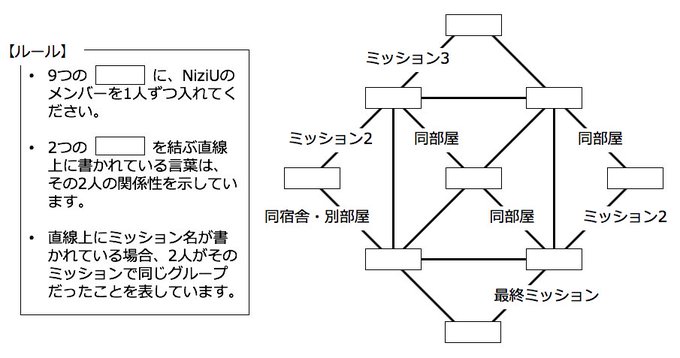 【ルール】
• 9つの に、NiziUの
メンバーを1人ずつ入れてく
ださい。
• 2つの を結ぶ直線
上に書かれている言葉は、
その2人の関係性を示してい
ます。
• 直線上にミッション名が書
かれている場合、2人がその
ミッションで同じグループ
だったことを表しています。
ミッション3
ミッション2
同部屋
同部屋
同宿舎・別部屋
同部屋
ミッション2
最終ミッション